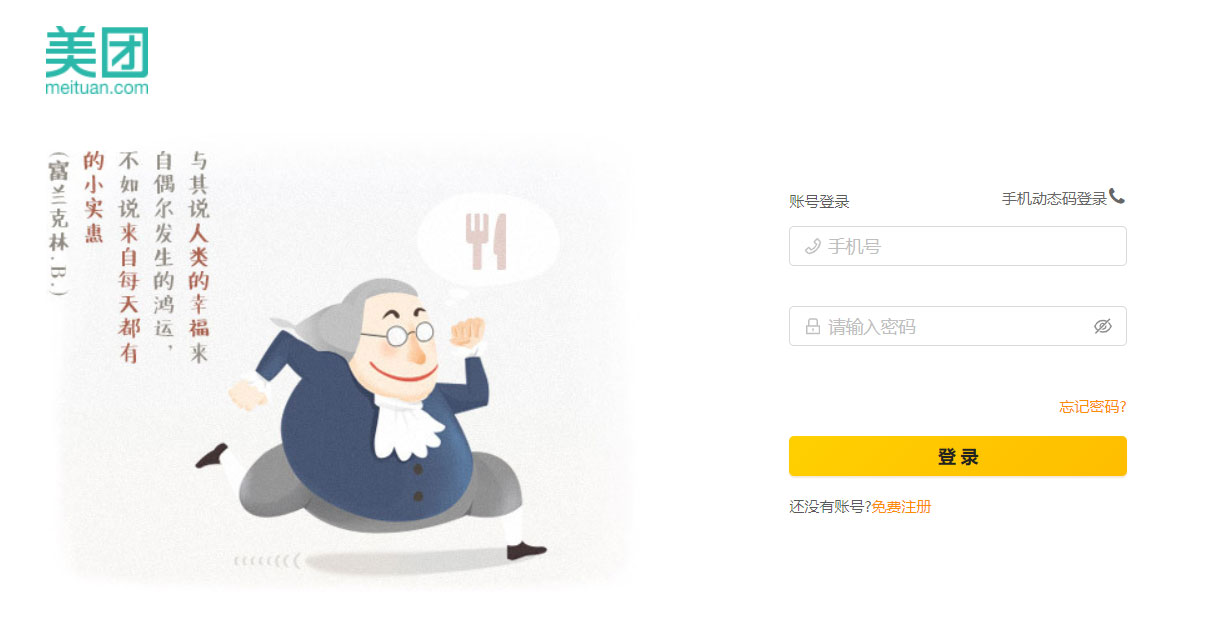 美团
meituan.com
与其说人类的幸福来
自偶尔发生的鸿运，
不如说来自每天都有
的小实惠
(富兰克林.B.)
账号登录
手机动态码登录
手机号
请输入密码
忘记密码?
登录
还没有账号?免费注册